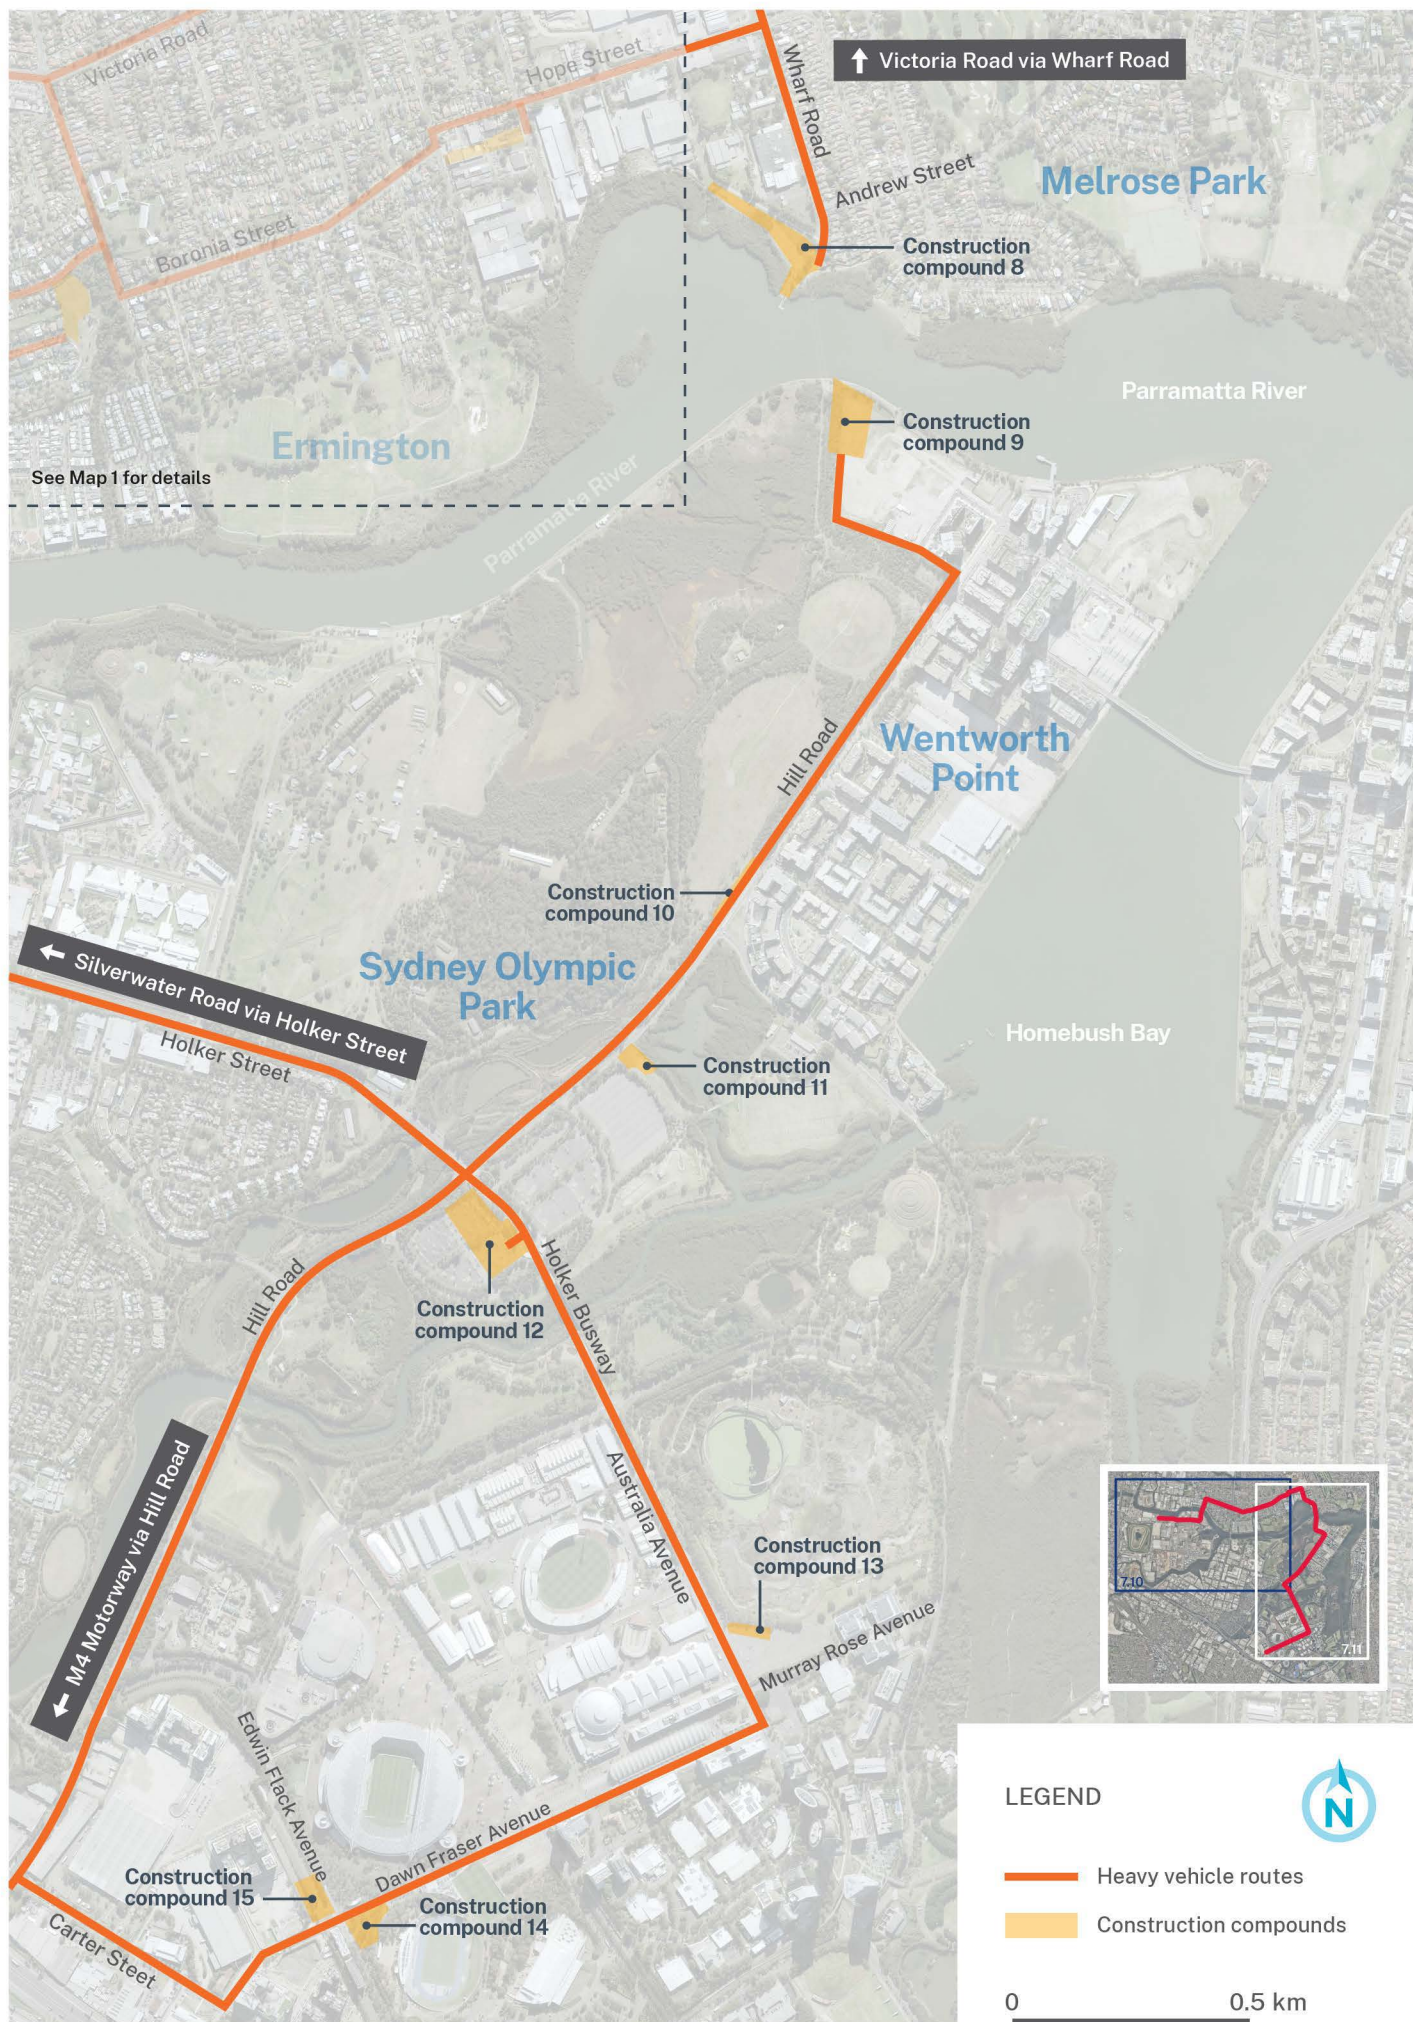 Victoria Road
Hope Street
Wharf Road
Victoria Road via Wharf Road
Andrew Street
Melrose Park
Boronia Street
Construction
compound 8
Parramatta River
Construction
compound 9
Ermington
See Map 1 for details
Parramatta River
Hill Road
Wentworth
Point
Construction
compound 10
Sydney Olympic
Park
Silverwater Road via Holker Street
Holker Street
Homebush Bay
Construction
compound 11
Hill Road
Holker Busway
Construction
compound 12
M4 Motorway via Hill Road
Australia Avenue
Construction
compound 13
Murray Rose Avenue
7.10
7.11
Edwin Flack Avenue
Dawn Fraser Avenue
Construction
compound 15
Construction
compound 14
Carter Steet
LEGEND
N
Heavy vehicle routes
Construction compounds
0
0.5 km